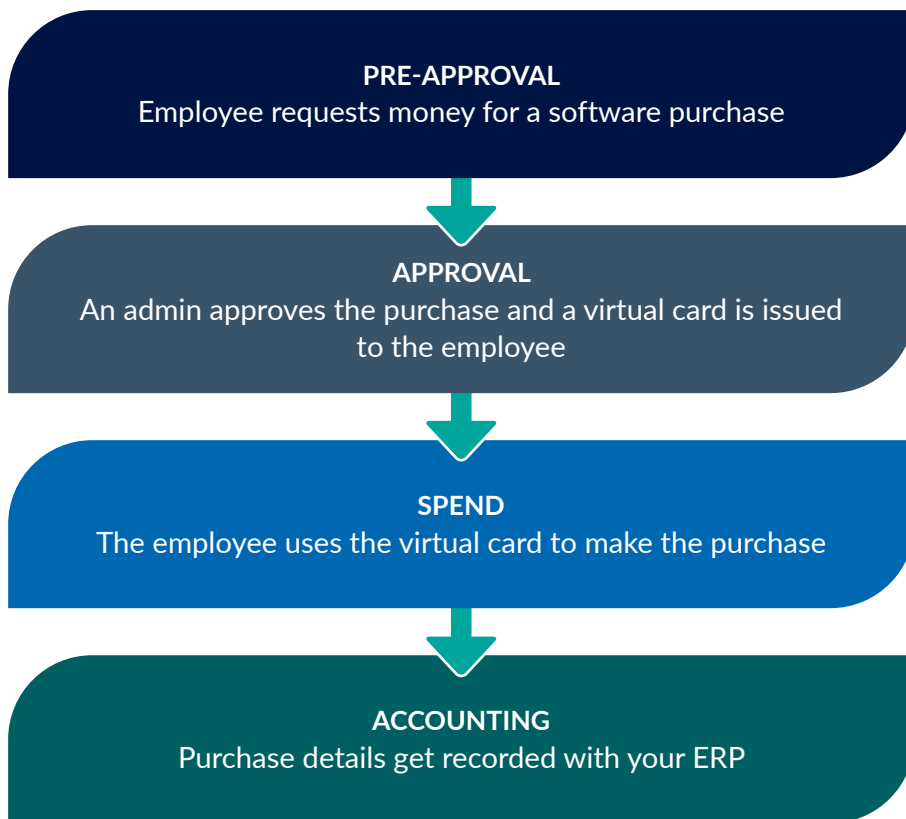 PRE-APPROVAL
Employee requests money for a software purchase
APPROVAL
An admin approves the purchase and a virtual card is issued
to the employee
SPEND
The employee uses the virtual card to make the purchase
ACCOUNTING
Purchase details get recorded with your ERP